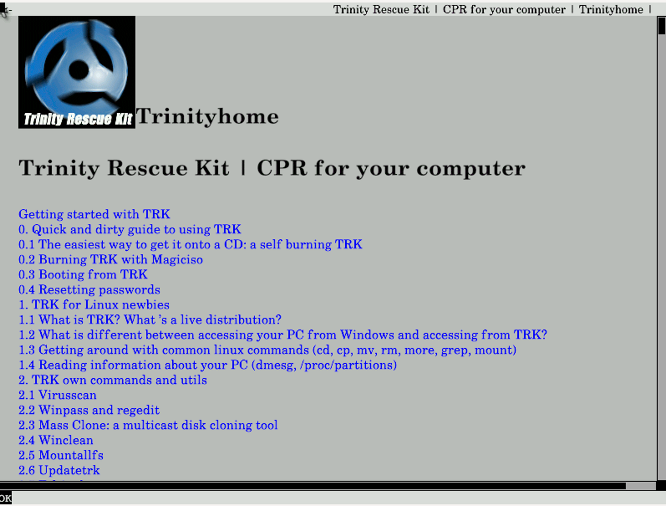 Trinity Rescue Kit | CPR for your computer | Trinityhome |
Trinity Rescue Kit
Trinityhome
Trinity Rescue Kit | CPR for your computer
Getting started with TRK
0. Quick and dirty guide to using TRK
0.1 The easiest way to get it onto a CD: a self burning TRK
0.2 Burning TRK with Magiciso
0.3 Booting from TRK
0.4 Resetting passwords
1. TRK for Linux newbies
1.1 What is TRK? What 's a live distribution?
1.2 What is different between accessing your PC from Windows and accessing from TRK?
1.3 Getting around with common linux commands (cd, cp, mv, rm, more, grep, mount)
1.4 Reading information about your PC (dmesg, /proc/partitions)
2. TRK own commands and utils
2.1 Virusscan
2.2 Winpass and regedit
2.3 Mass Clone: a multicast disk cloning tool
2.4 Winclean
2.5 Mountallfs
2.6 Updatetrk
OK